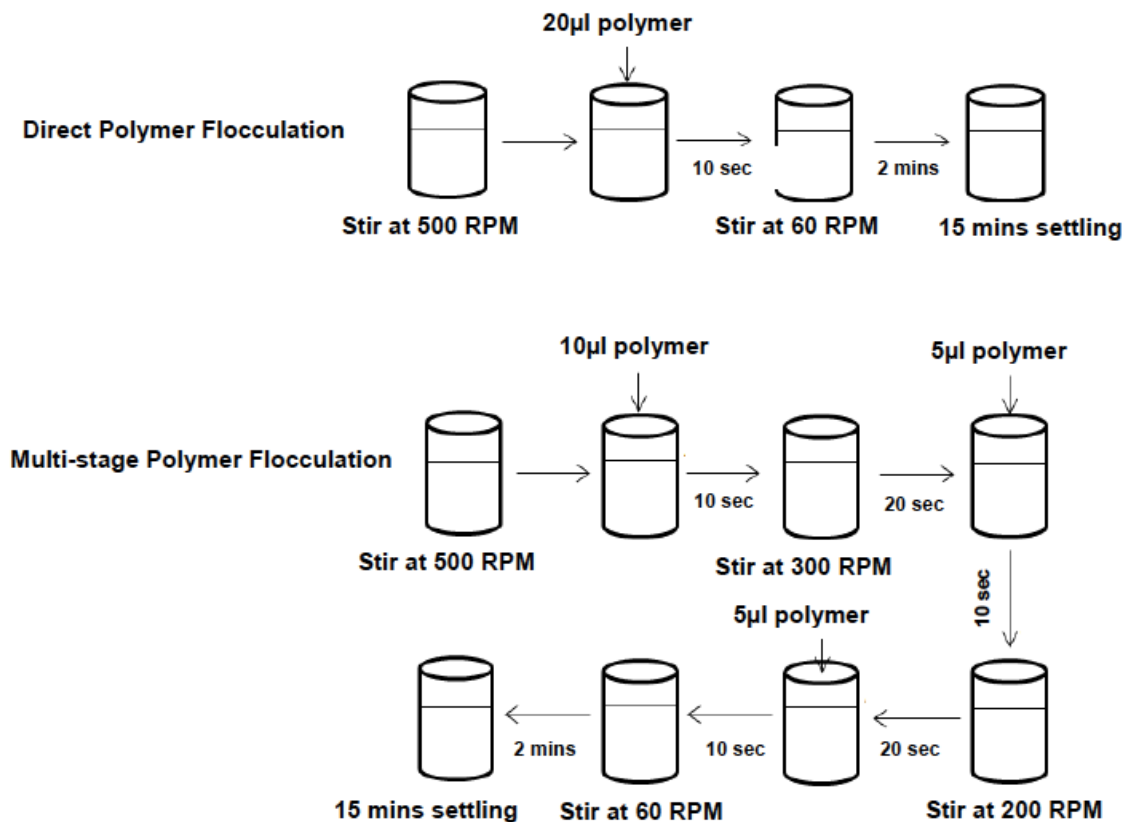 20µl polymer
Direct Polymer Flocculation
10 sec
2 mins
Stir at 500 RPM
Stir at 60 RPM
15 mins settling
10µl polymer
5µl polymer
Multi-stage Polymer Flocculation
10 sec
20 sec
Stir at 500 RPM
Stir at 300 RPM
10 sec
5µl polymer
20 sec
10 sec
2 mins
Stir at 200 RPM
Stir at 60 RPM
15 mins settling